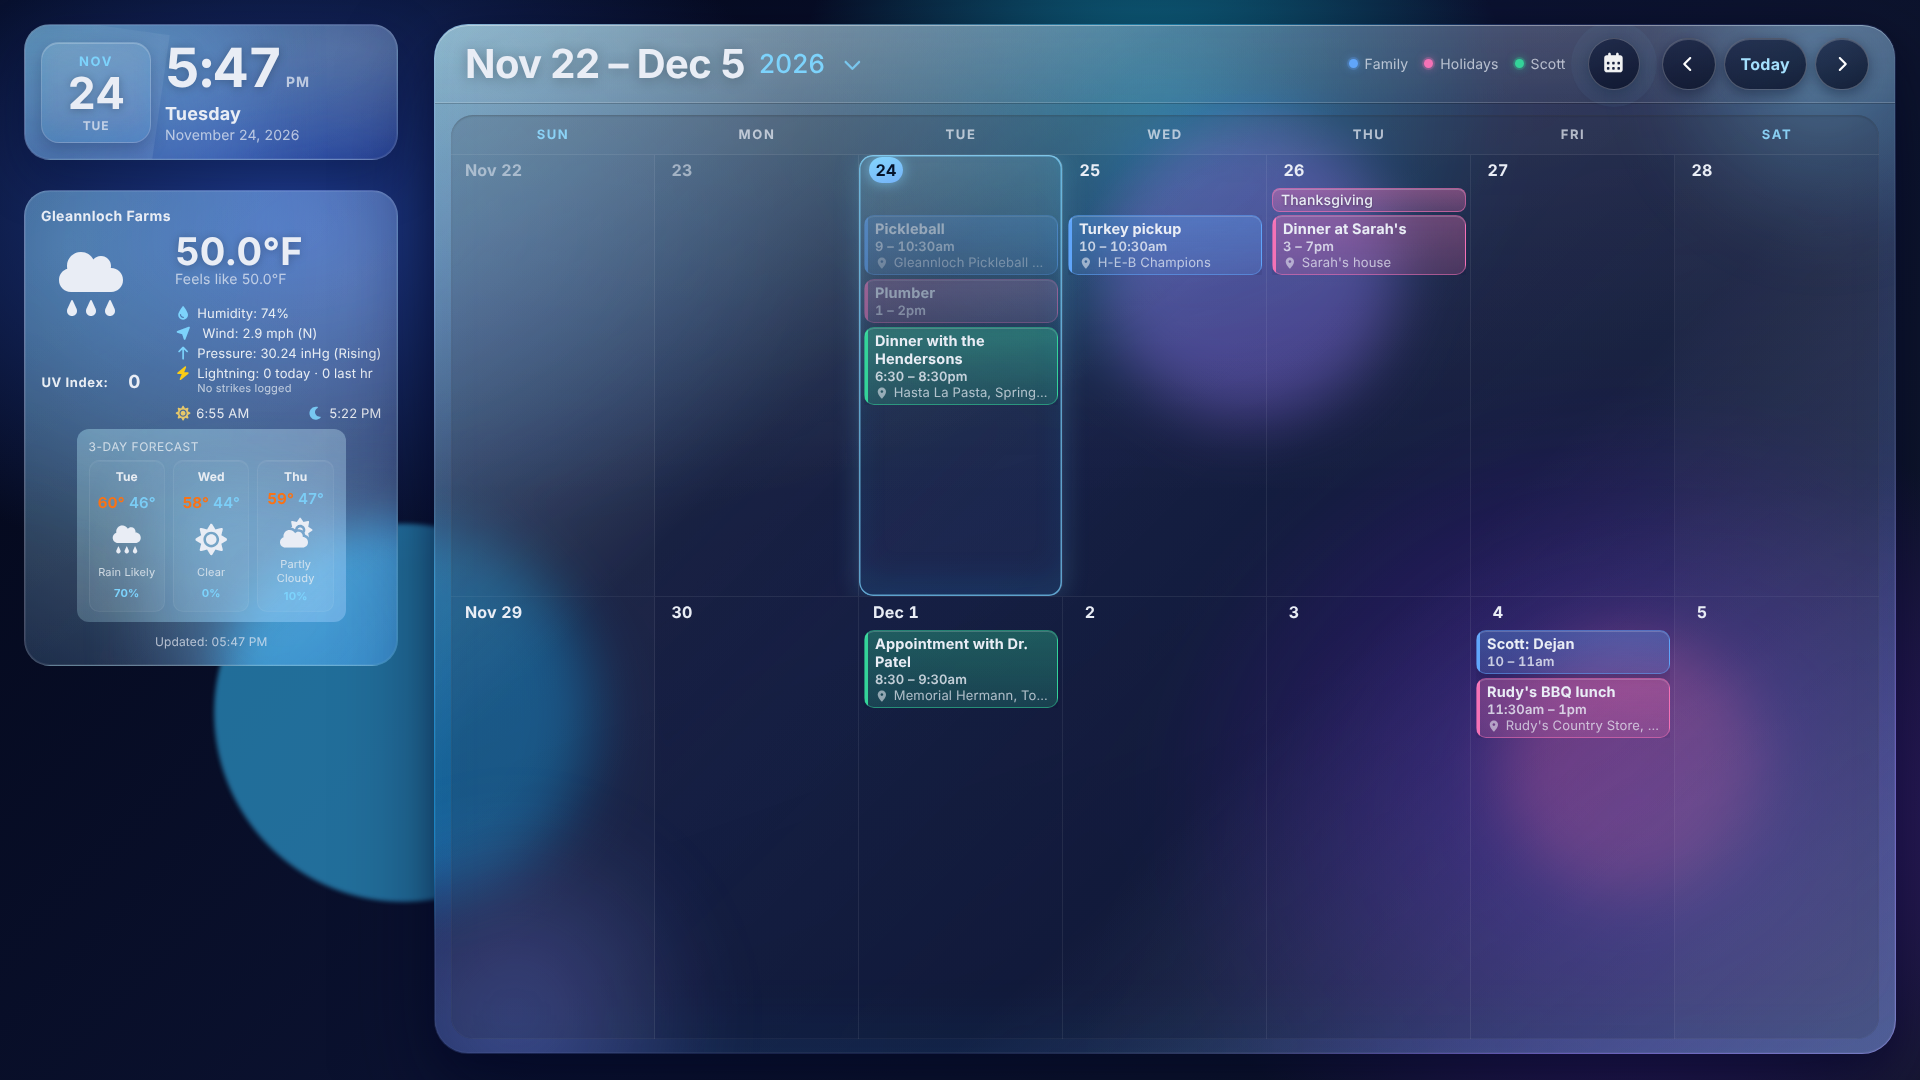 NOV
24
TUE
5:47 PM
Tuesday
November 24, 2026
Gleannloch Farms
50.0°F
Feels like 50.0°F
Humidity: 74%
Wind: 2.9 mph (N)
Pressure: 30.24 inHg (Rising)
Lightning: 0 today · 0 last hr
No strikes logged
UV Index: 0
6:55 AM 5:22 PM
3-DAY FORECAST
Tue
60° 46°
Rain Likely
70%
Wed
58° 44°
Clear
0%
Thu
59° 47°
Partly
Cloudy
10%
Updated: 05:47 PM
Nov 22 – Dec 5 2026
Family Holidays Scott
Today
SUN MON TUE WED THU FRI SAT
Nov 22
23
24
Pickleball
9 – 10:30am
Gleannloch Pickleball ...
Plumber
1 – 2pm
Dinner with the
Hendersons
6:30 – 8:30pm
Hasta La Pasta, Spring...
25
Turkey pickup
10 – 10:30am
H-E-B Champions
26
Thanksgiving
Dinner at Sarah's
3 – 7pm
Sarah's house
27
28
Nov 29
30
Dec 1
Appointment with Dr.
Patel
8:30 – 9:30am
Memorial Hermann, To...
2
3
4
Scott: Dejan
10 – 11am
Rudy's BBQ lunch
11:30am – 1pm
Rudy's Country Store, ...
5